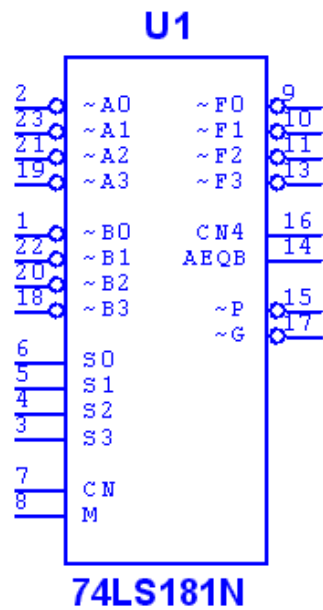 U1
2 ~A0 ~F0 9
23 ~A1 ~F1 10
21 ~A2 ~F2 11
19 ~A3 ~F3 13
1 ~B0 CN4 16
22 ~B1 AEQB 14
20 ~B2
18 ~B3 ~P 15
~G 17
6 S0
5 S1
4 S2
3 S3
7 CN
8 M
74LS181N